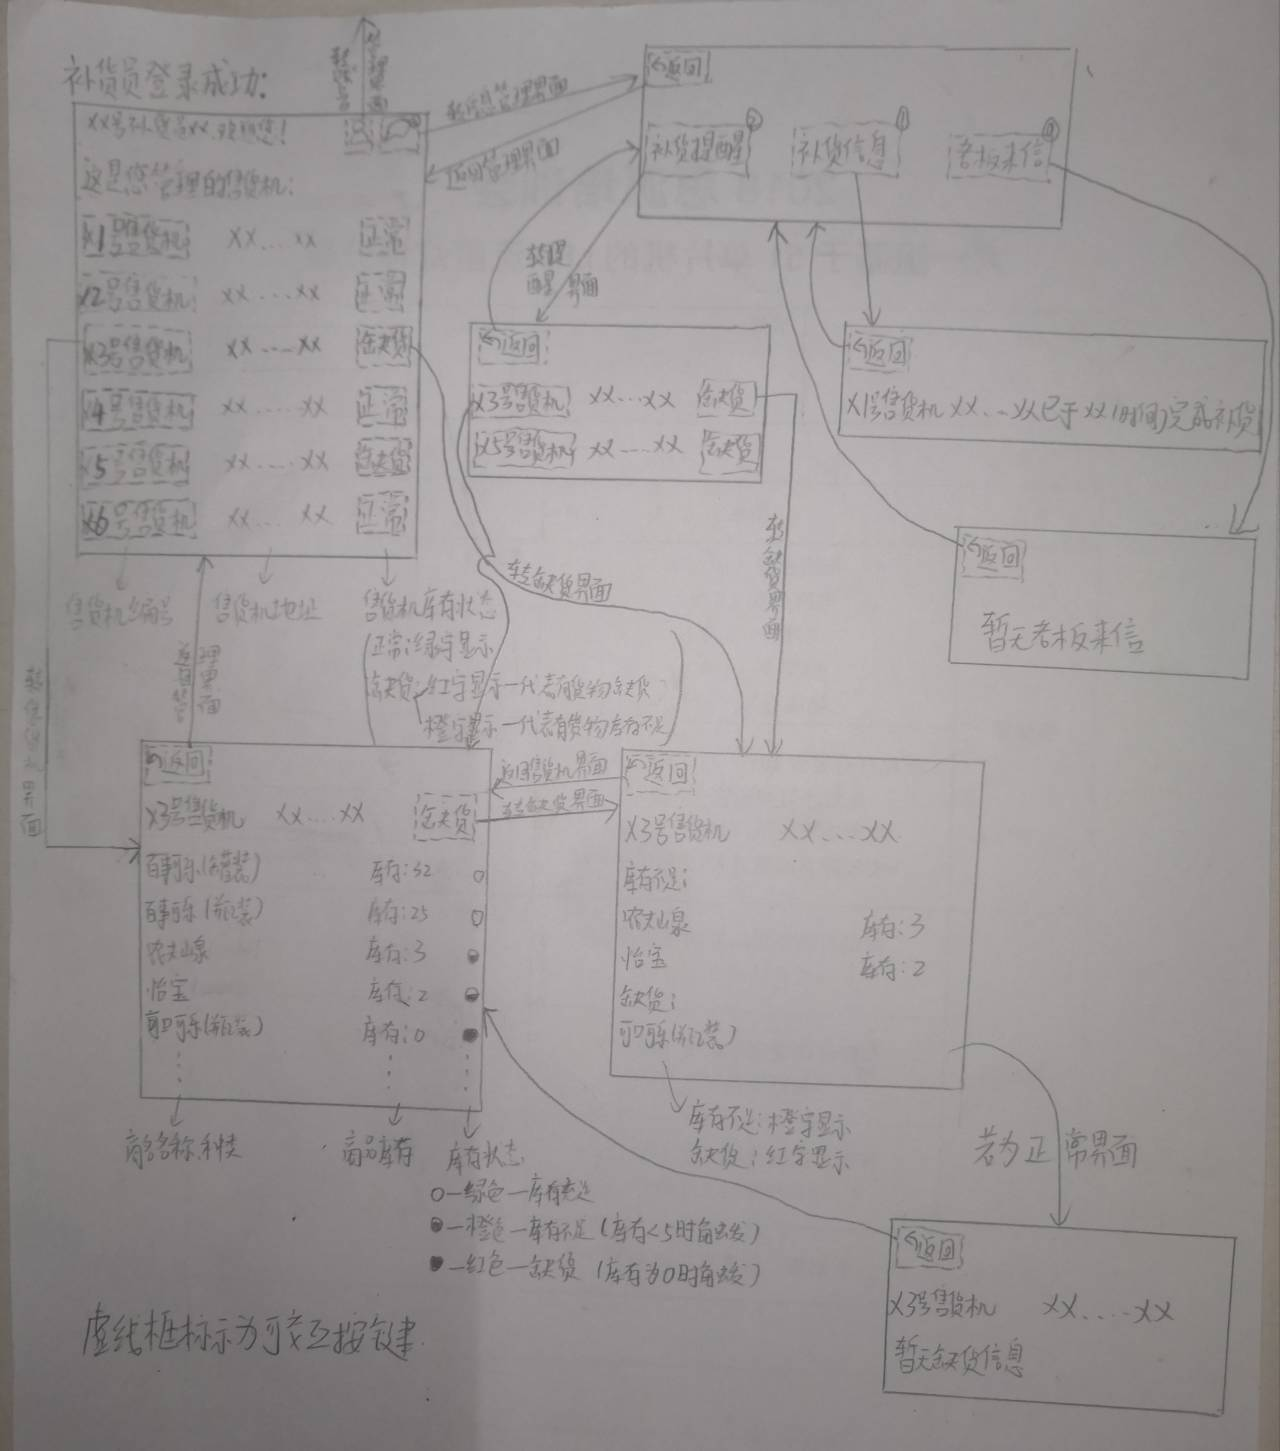 补货员登录成功:
xx号补货员xx,欢迎您!
这是您管理的售货机:
X1号售货机 XX...XX 正常
X2号售货机 XX....XX 正常
X3号售货机 XX....XX 缺货
X4号售货机 XX.....XX 正常
X5号售货机 XX.....XX 缺货
X6号售货机 XX... XX 正常
售货机编号 售货机地址 售货机库存状态
(正常:绿字显示
缺货:红字显示—代表有货物缺货
橙字显示—代表有货物库存不足)
转信息管理界面
返回管理界面
返回
补货提醒 2 补货信息 1 老板来信
转提醒界面
返回
X3号售货机 XX...XX 缺货
X5号售货机 XX....XX 缺货
返回
X1号售货机 XX...XX已于XX(时间)完成补货
返回
暂无老板来信
转缺货界面
转缺货界面
转售货机界面
返回管理界面
返回
X3号售货机 XX....XX 缺货
百事可乐(罐装) 库存:32
百事可乐(瓶装) 库存:25
农夫山泉 库存:3
怡宝 库存:2
可口可乐(瓶装) 库存:0
商品名称、种类 商品库存 库存状态
—绿色—库存充足
—橙色—库存不足(库存<5时触发)
—红色—缺货(库存为0时触发)
返回售货机界面
转缺货界面
返回
X3号售货机 XX...XX
库存不足:
农夫山泉 库存:3
怡宝 库存:2
缺货:
可口可乐(瓶装)
库存不足:橙字显示
缺货:红字显示
若为正常界面
返回
X3号售货机 XX.....XX
暂无缺货信息
虚线框标示为可交互按键